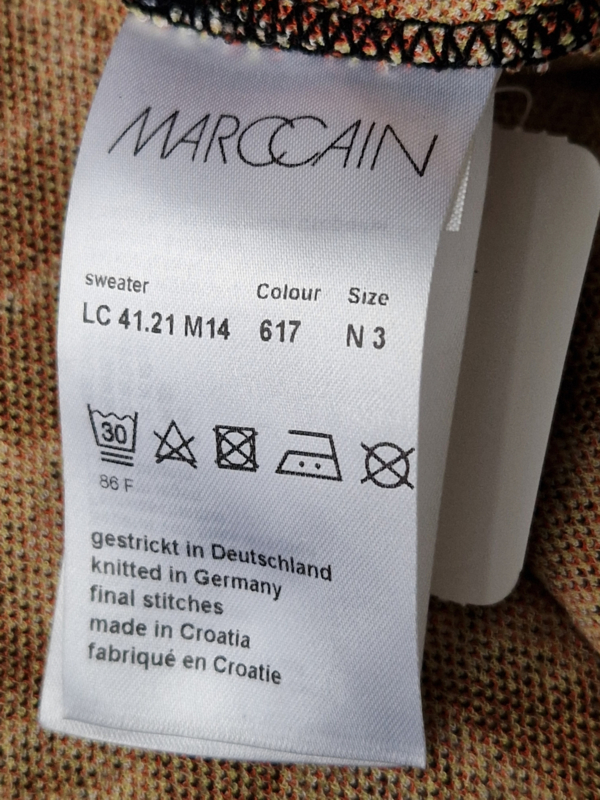 MARCCAIN
sweater Colour Size
LC 41.21 M14 617 N 3
30
86 F
gestrickt in Deutschland
knitted in Germany
final stitches
made in Croatia
fabriqué en Croatie